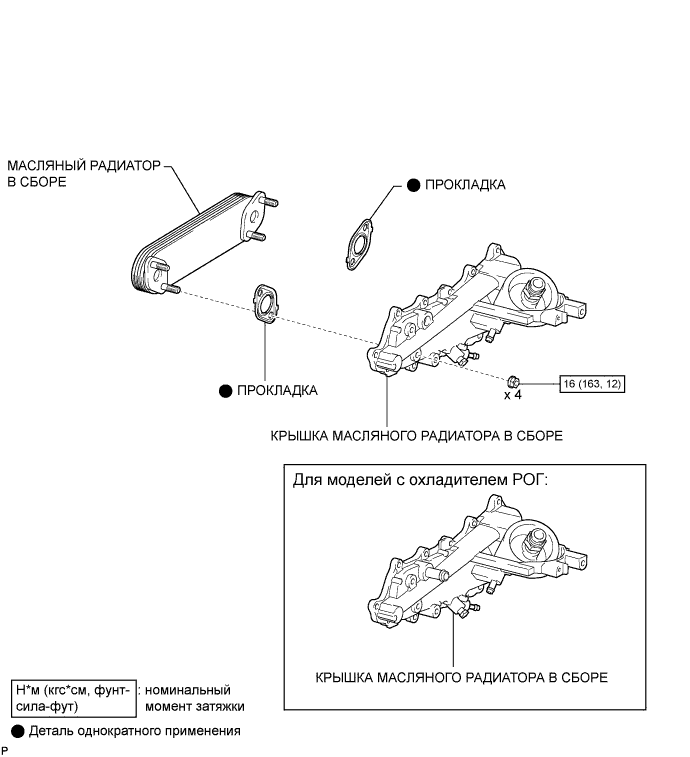 МАСЛЯНЫЙ РАДИАТОР
В СБОРЕ
ПРОКЛАДКА
ПРОКЛАДКА
16 (163, 12)
x 4
КРЫШКА МАСЛЯНОГО РАДИАТОРА В СБОРЕ
Для моделей с охладителем РОГ:
КРЫШКА МАСЛЯНОГО РАДИАТОРА В СБОРЕ
Н*м (кгс*см, фунт-
сила-фут)
: номинальный
момент затяжки
Деталь однократного применения
P